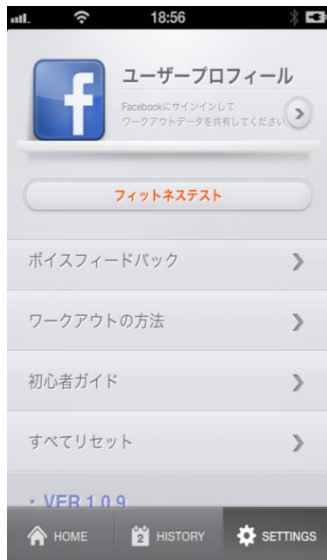 18:56
f
ユーザープロフィール
Facebookにサインインして
ワークアウトデータを共有してください
フィットネステスト
ボイスフィードバック
ワークアウトの方法
初心者ガイド
すべてリセット
・VER 1.0.9
HOME 2 HISTORY SETTINGS